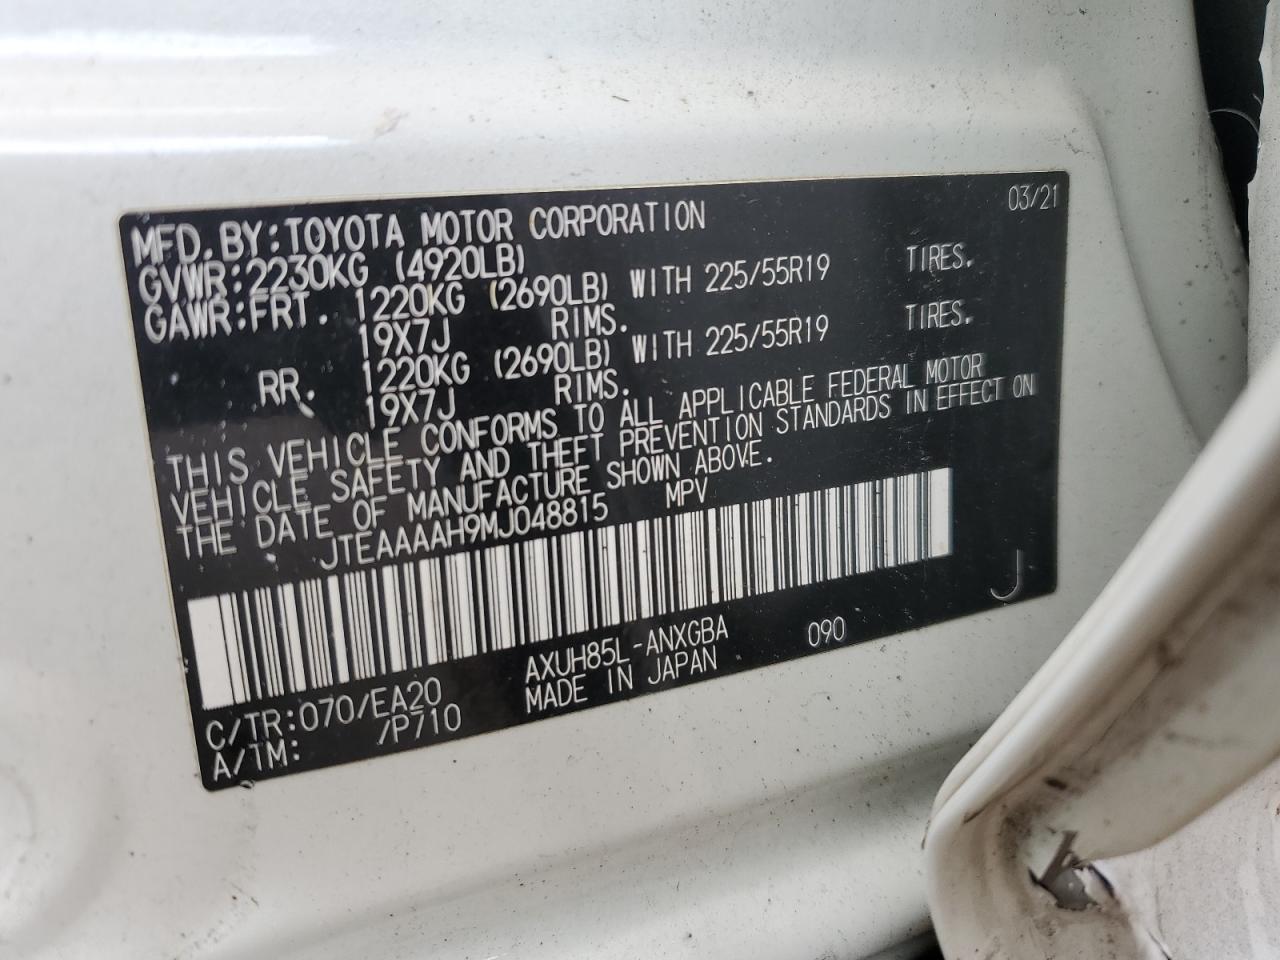 03/21
MFD. BY:TOYOTA MOTOR CORPORATION
GVWR:2230KG (4920LB)
GAWR:FRT. 1220KG (2690LB) WITH 225/55R19 TIRES.
19X7J RIMS.
RR. 1220KG (2690LB) WITH 225/55R19 TIRES.
19X7J RIMS.
THIS VEHICLE CONFORMS TO ALL APPLICABLE FEDERAL MOTOR
VEHICLE SAFETY AND THEFT PREVENTION STANDARDS IN EFFECT ON
THE DATE OF MANUFACTURE SHOWN ABOVE.
JTEAAAAH9MJ048815 MPV
J
C/TR:070/EA20 AXUH85L-ANXGBA 090
A/TM: /P710 MADE IN JAPAN